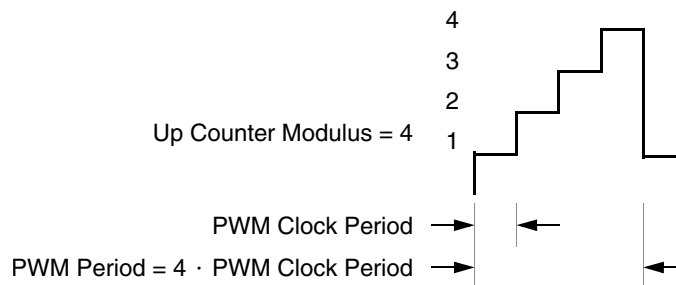 4
3
2
Up Counter Modulus = 4
1
PWM Clock Period
PWM Period = 4 · PWM Clock Period